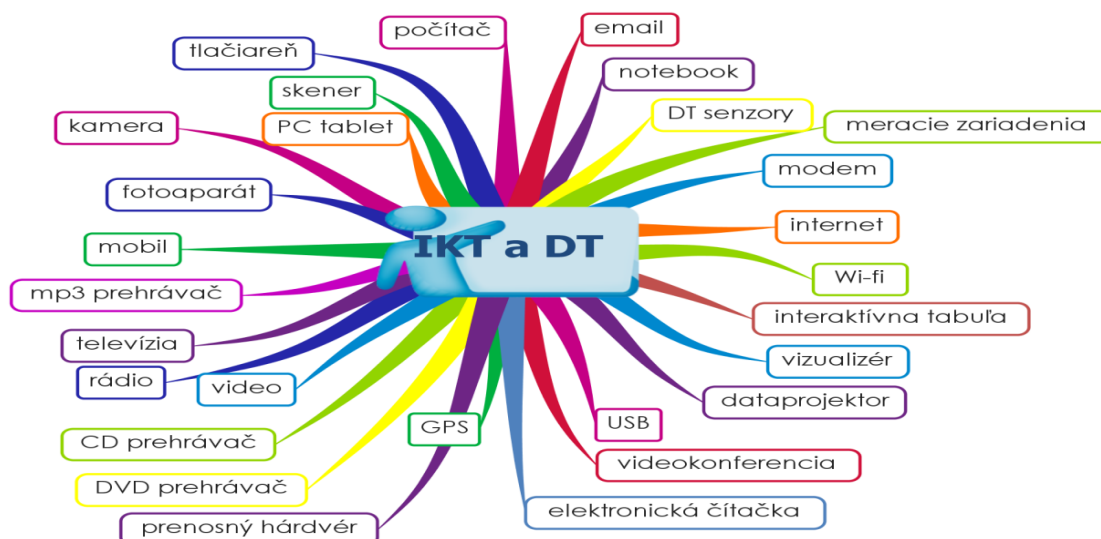 počítač
email
tlačiareň
notebook
skener
DT senzory
kamera
PC tablet
meracie zariadenia
modem
fotoaparát
internet
mobil
IKT a DT
Wi-fi
mp3 prehrávač
interaktívna tabuľa
televízia
vizualizér
rádio
video
dataprojektor
GPS
USB
CD prehrávač
videokonferencia
DVD prehrávač
elektronická čítačka
prenosný hárdvér